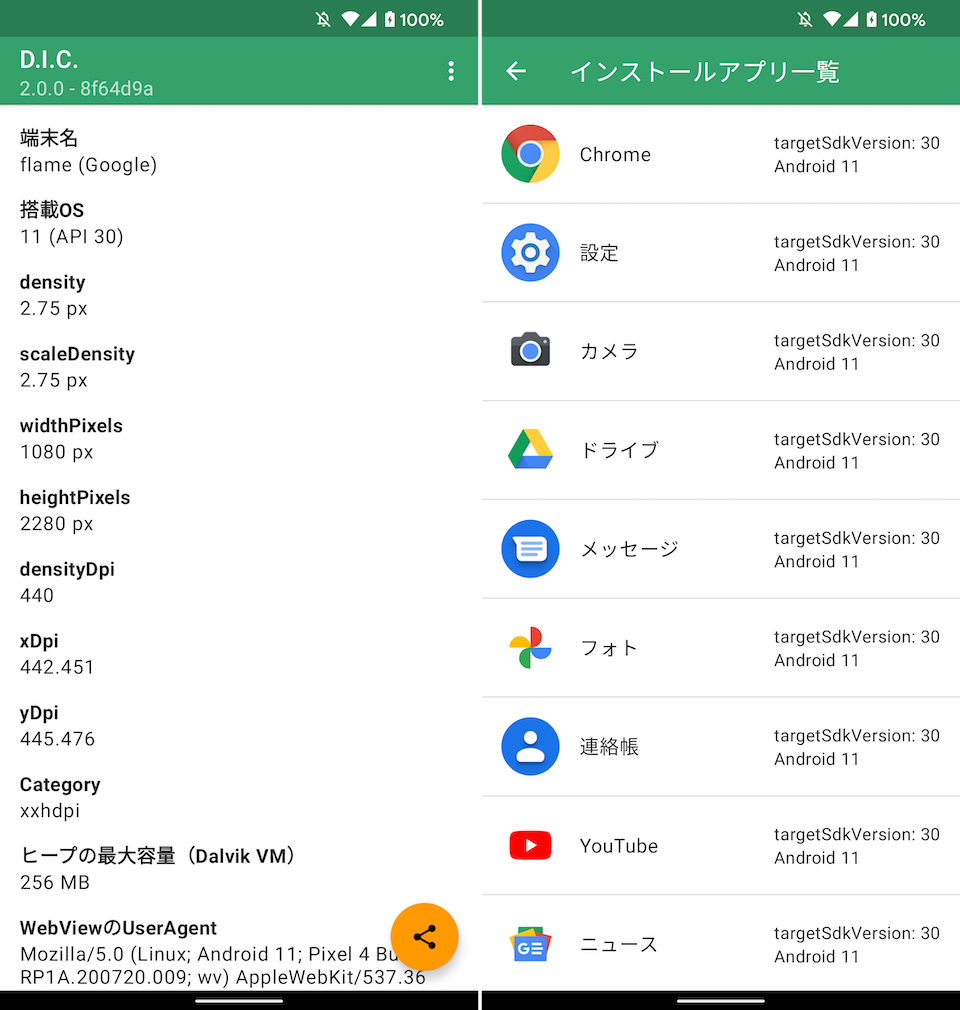 100%
D.I.C.
2.0.0 - 8f64d9a
端末名
flame (Google)
搭載OS
11 (API 30)
density
2.75 px
scaleDensity
2.75 px
widthPixels
1080 px
heightPixels
2280 px
densityDpi
440
xDpi
442.451
yDpi
445.476
Category
xxhdpi
ヒープの最大容量（Dalvik VM）
256 MB
WebViewのUserAgent
Mozilla/5.0 (Linux; Android 11; Pixel 4 Bu
RP1A.200720.009; wv) AppleWebKit/537.36
100%
インストールアプリ一覧
Chrome
targetSdkVersion: 30
Android 11
設定
targetSdkVersion: 30
Android 11
カメラ
targetSdkVersion: 30
Android 11
ドライブ
targetSdkVersion: 30
Android 11
メッセージ
targetSdkVersion: 30
Android 11
フォト
targetSdkVersion: 30
Android 11
連絡帳
targetSdkVersion: 30
Android 11
YouTube
targetSdkVersion: 30
Android 11
GE
ニュース
targetSdkVersion: 30
Android 11